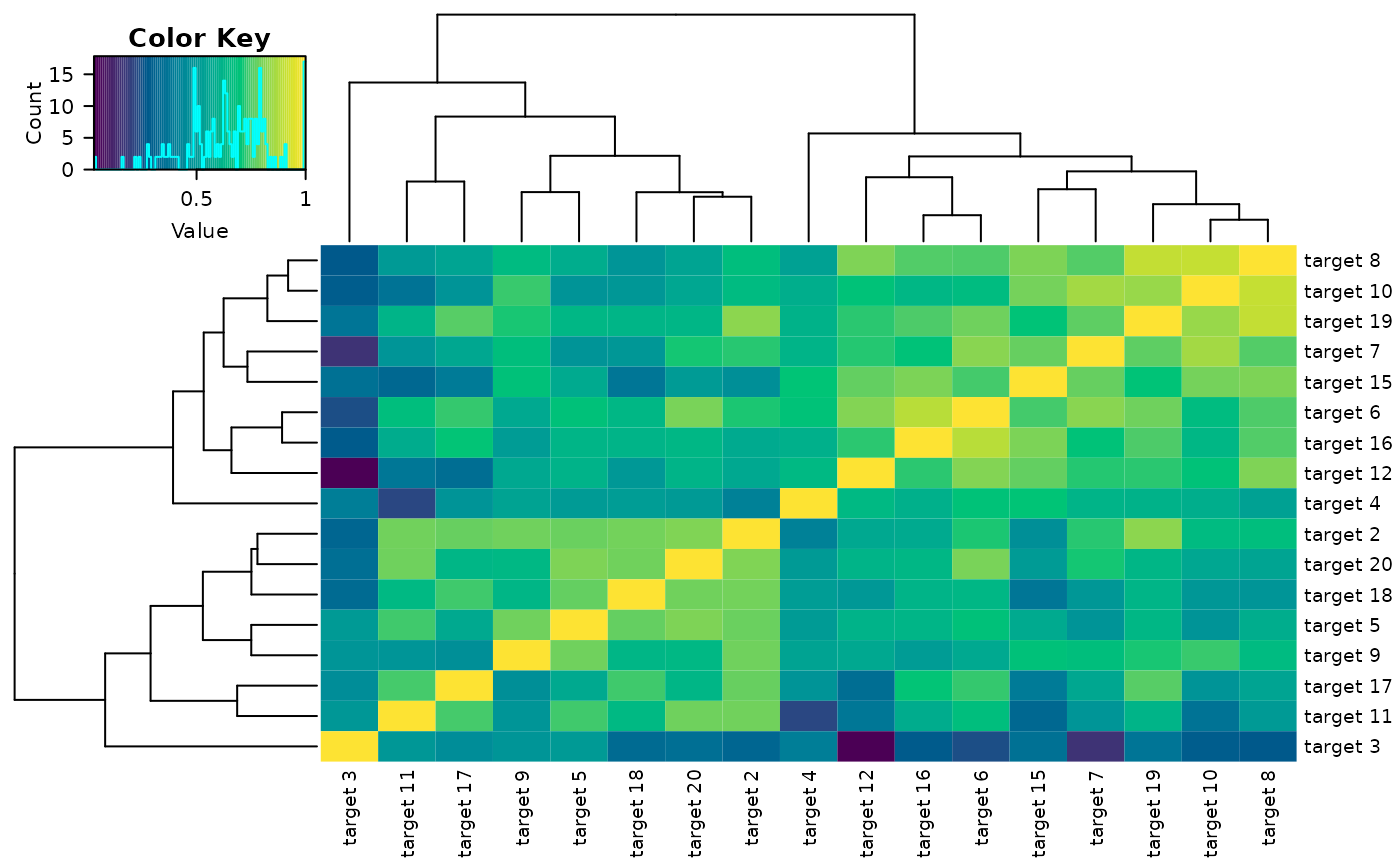 Color Key
Count
15
10
5
0
0.5 1
Value
target 8
target 10
target 19
target 7
target 15
target 6
target 16
target 12
target 4
target 2
target 20
target 18
target 5
target 9
target 17
target 11
target 3
target 3
target 11
target 17
target 9
target 5
target 18
target 20
target 2
target 4
target 12
target 16
target 6
target 15
target 7
target 19
target 10
target 8